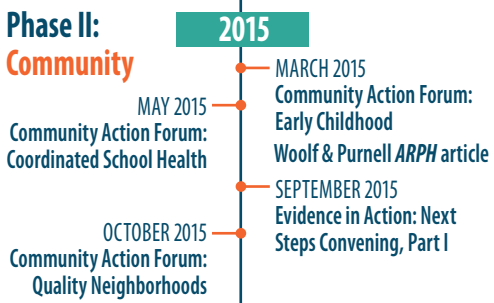 Phase II:
Community
2015
MARCH 2015
Community Action Forum:
Early Childhood
Woolf & Purnell ARPH article
MAY 2015
Community Action Forum:
Coordinated School Health
SEPTEMBER 2015
Evidence in Action: Next
Steps Convening, Part I
OCTOBER 2015
Community Action Forum:
Quality Neighborhoods